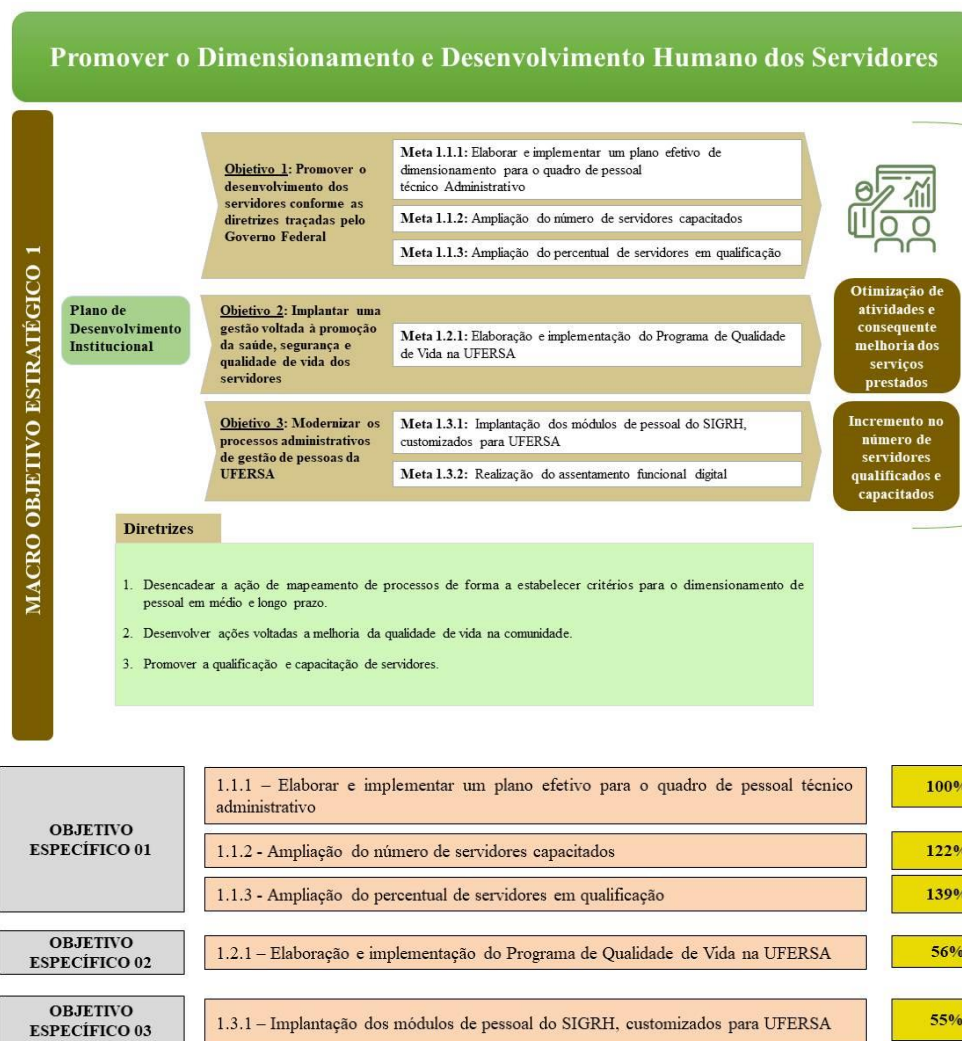 Promover o Dimensionamento e Desenvolvimento Humano dos Servidores
MACRO OBJETIVO ESTRATÉGICO 1
Plano de
Desenvolvimento
Institucional
Objetivo 1: Promover o
desenvolvimento dos
servidores conforme as
diretrizes traçadas pelo
Governo Federal
Meta 1.1.1: Elaborar e implementar um plano efetivo de
dimensionamento para o quadro de pessoal
técnico Administrativo
Meta 1.1.2: Ampliação do número de servidores capacitados
Meta 1.1.3: Ampliação do percentual de servidores em qualificação
Objetivo 2: Implantar uma
gestão voltada à promoção
da saúde, segurança e
qualidade de vida dos
servidores
Meta 1.2.1: Elaboração e implementação do Programa de Qualidade
de Vida na UFERSA
Objetivo 3: Modernizar os
processos administrativos
de gestão de pessoas da
UFERSA
Meta 1.3.1: Implantação dos módulos de pessoal do SIGRH,
customizados para UFERSA
Meta 1.3.2: Realização do assentamento funcional digital
Otimização de
atividades e
consequente
melhoria dos
serviços
prestados
Incremento no
número de
servidores
qualificados e
capacitados
Diretrizes
1. Desencadear a ação de mapeamento de processos de forma a estabelecer critérios para o dimensionamento de
pessoal em médio e longo prazo.
2. Desenvolver ações voltadas a melhoria da qualidade de vida na comunidade.
3. Promover a qualificação e capacitação de servidores.
OBJETIVO
ESPECÍFICO 01
1.1.1 – Elaborar e implementar um plano efetivo para o quadro de pessoal técnico
administrativo
100%
1.1.2 - Ampliação do número de servidores capacitados
122%
1.1.3 - Ampliação do percentual de servidores em qualificação
139%
OBJETIVO
ESPECÍFICO 02
1.2.1 – Elaboração e implementação do Programa de Qualidade de Vida na UFERSA
56%
OBJETIVO
ESPECÍFICO 03
1.3.1 – Implantação dos módulos de pessoal do SIGRH, customizados para UFERSA
55%